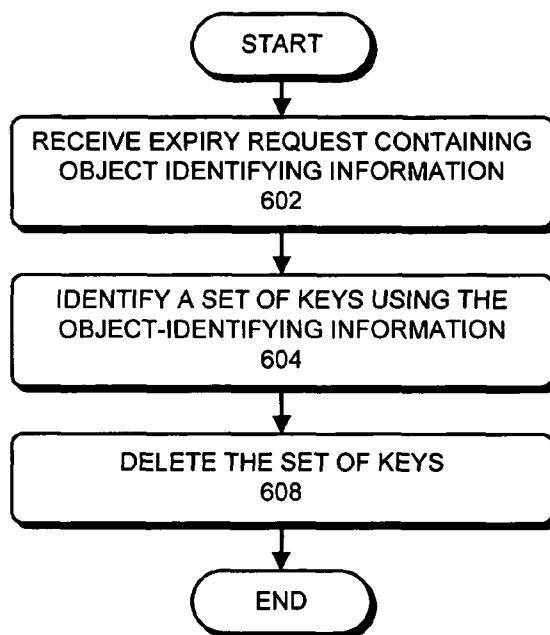 START
RECEIVE EXPIRY REQUEST CONTAINING
OBJECT IDENTIFYING INFORMATION
602
IDENTIFY A SET OF KEYS USING THE
OBJECT-IDENTIFYING INFORMATION
604
DELETE THE SET OF KEYS
608
END